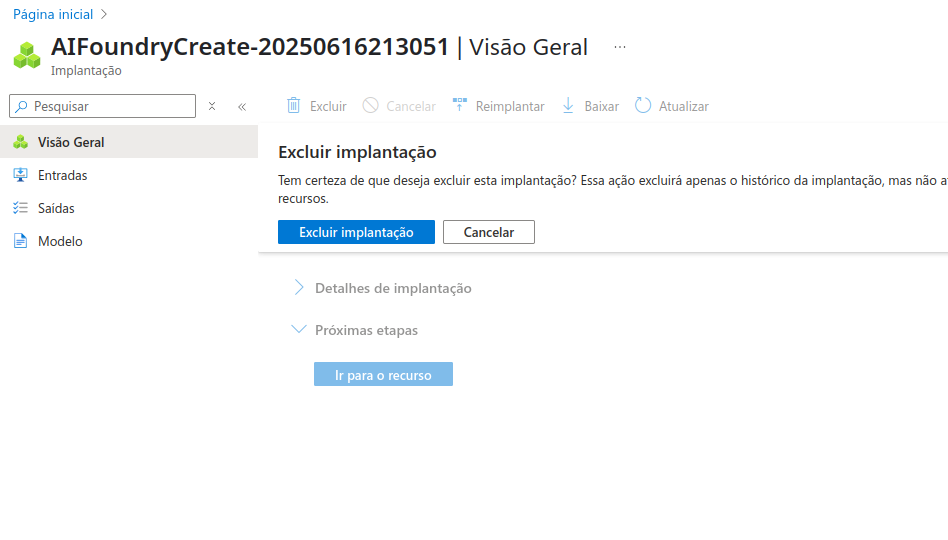 Página inicial
AIFoundryCreate-20250616213051 | Visão Geral ...
Implantação
Pesquisar
Excluir
Cancelar
Reimplantar
Baixar
Atualizar
Visão Geral
Entradas
Saídas
Modelo
Excluir implantação
Tem certeza de que deseja excluir esta implantação? Essa ação excluirá apenas o histórico da implantação, mas não
recursos.
Excluir implantação
Cancelar
Detalhes de implantação
Próximas etapas
Ir para o recurso